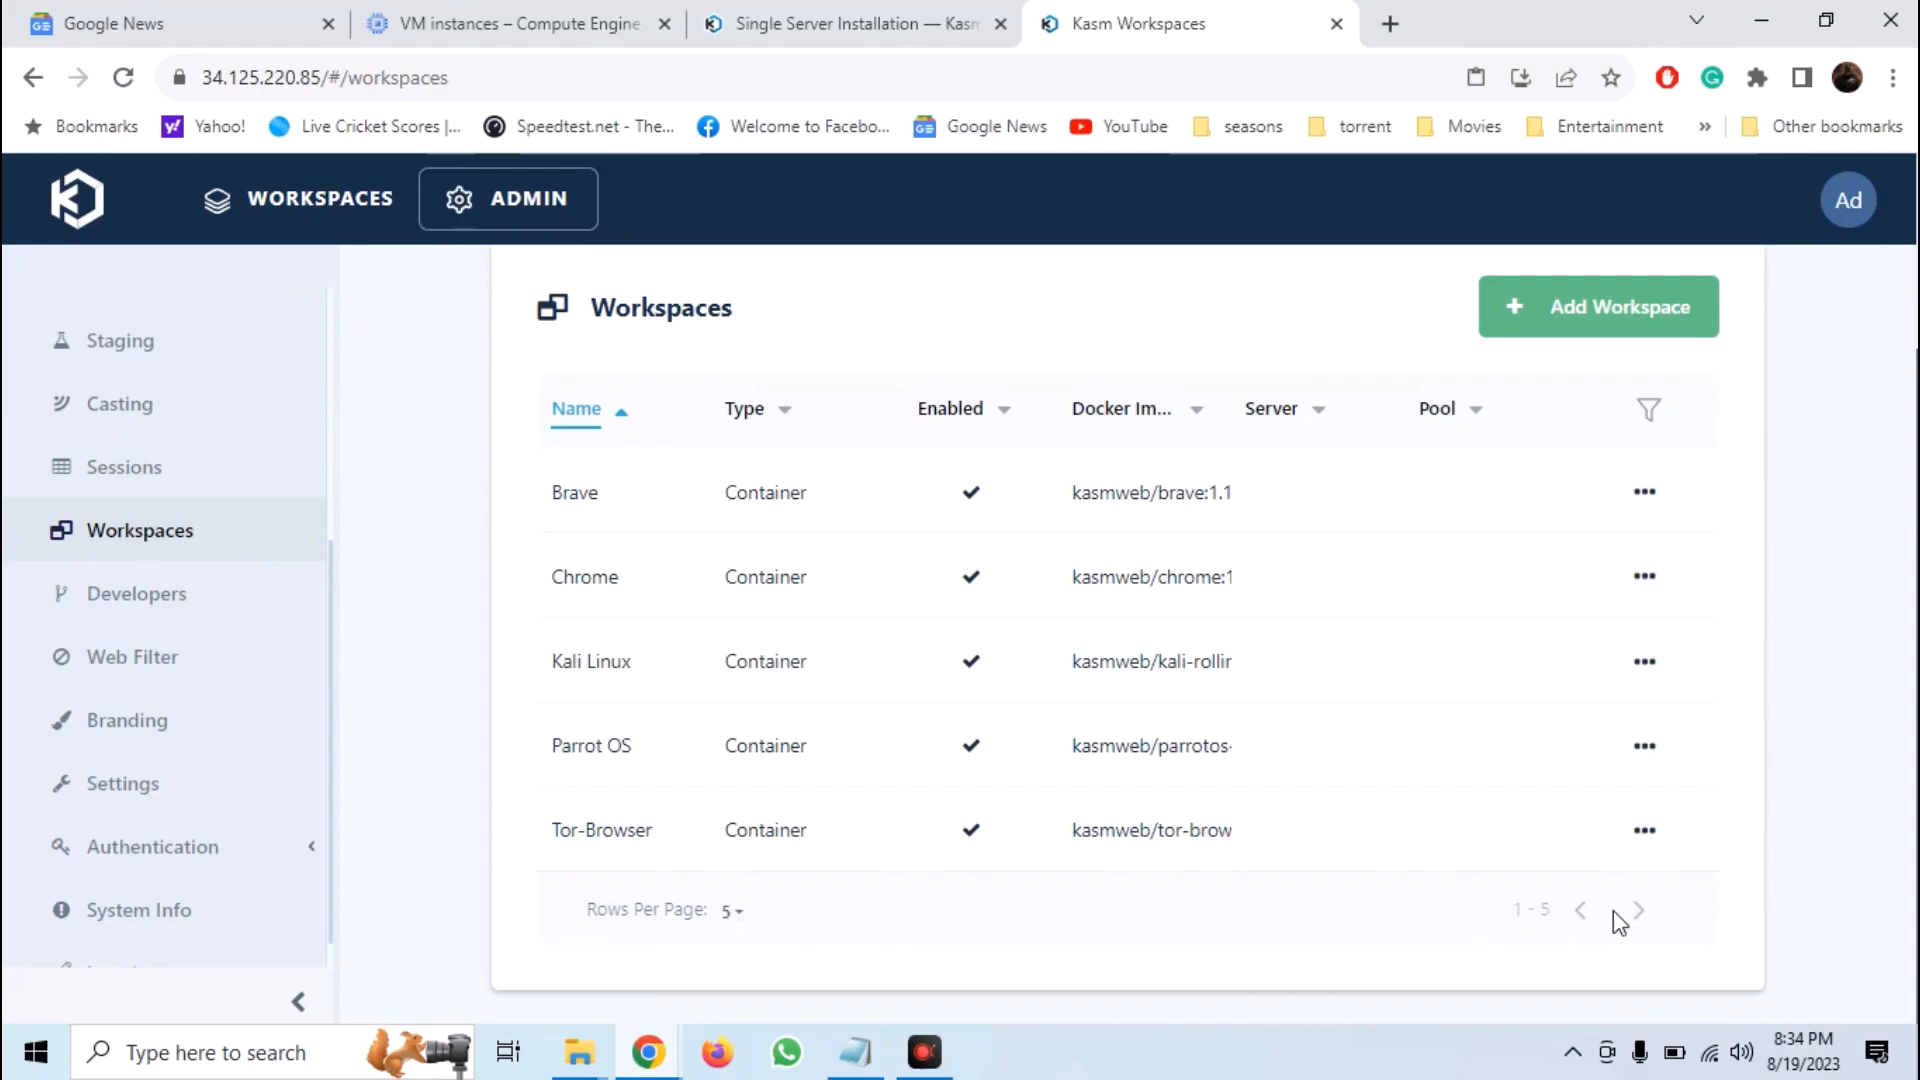 Google News
VM instances – Compute Engine
Single Server Installation — Kasm
Kasm Workspaces
34.125.220.85/#/workspaces
Bookmarks
Yahoo!
Live Cricket Scores |...
Speedtest.net - The...
Welcome to Facebo...
Google News
YouTube
seasons
torrent
Movies
Entertainment
»
Other bookmarks
WORKSPACES
ADMIN
Ad
Staging
Casting
Sessions
Workspaces
Developers
Web Filter
Branding
Settings
Authentication
System Info
Workspaces
+ Add Workspace
Name Type Enabled Docker Im... Server Pool
Brave Container kasmweb/brave:1.1
Chrome Container kasmweb/chrome:1
Kali Linux Container kasmweb/kali-rollin
Parrot OS Container kasmweb/parrotos-
Tor-Browser Container kasmweb/tor-brow
Rows Per Page: 5
1 - 5
Type here to search
8:34 PM
8/19/2023